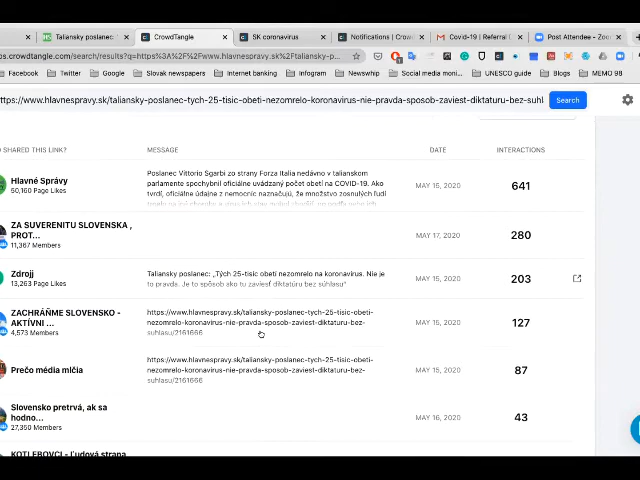 Taliansky poslanec: "
CrowdTangle
SK coronavirus
Notifications | Crow
Gmail Covid-19 | Referral
Post Attendee - Zoo
ps.crowdtangle.com/search/results?q=https%3A%2F%2Fwww.hlavnespravy.sk%2Ftaliansky-p...
Facebook
Twitter
Google
Slovak newspapers
Internet banking
Infogram
Newswhip
Social media moni...
UNESCO guide
Blogs
MEMO 98
https://www.hlavnespravy.sk/taliansky-poslanec-tych-25-tisic-obeti-nezomrelo-koronavirus-nie-pravda-sposob-zaviest-diktaturu-bez-suhl
Search
O SHARED THIS LINK?
MESSAGE
DATE
INTERACTIONS
Hlavné Správy
50,160 Page Likes
Poslanec Vittorio Sgarbi zo strany Forza Italia nedávno v talianskom
parlamente spochybnil oficiálne uvádzaný počet obetí na COVID-19. Ako
tvrdí, oficiálne údaje v nemocnic naznačujú, že množstvo zosnulých ľudí
MAY 15, 2020
641
ZA SUVERENITU SLOVENSKA ,
PROT...
11,367 Members
MAY 17, 2020
280
Zdrojj
13,263 Page Likes
Taliansky poslanec: „Tých 25-tisíc obetí nezomrelo na koronavírus. Nie je
to pravda. Je to spôsob ako tu zaviesť diktatúru bez súhlasu"
MAY 15, 2020
203
ZACHRÁŇME SLOVENSKO -
AKTÍVNI ...
4,573 Members
https://www.hlavnespravy.sk/taliansky-poslanec-tych-25-tisic-obeti-
nezomrelo-koronavirus-nie-pravda-sposob-zaviest-diktaturu-bez-
suhlasu/2161666
MAY 15, 2020
127
Prečo média mlčia
https://www.hlavnespravy.sk/taliansky-poslanec-tych-25-tisic-obeti-
nezomrelo-koronavirus-nie-pravda-sposob-zaviest-diktaturu-bez-
suhlasu/2161666
MAY 15, 2020
87
Slovensko pretrvá, ak sa
hodno...
27,350 Members
MAY 16, 2020
43
KOTLEBOVCI - Ľudová strana